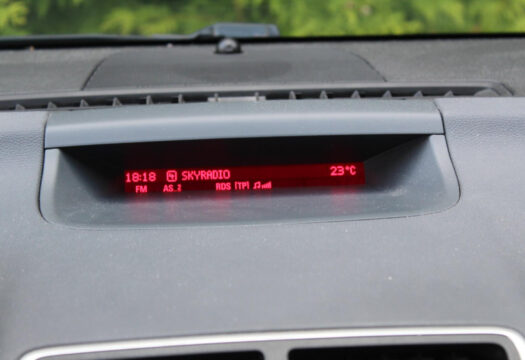 18:18 SKYRADIO 23°C
FM AS.2 RDS [TP]